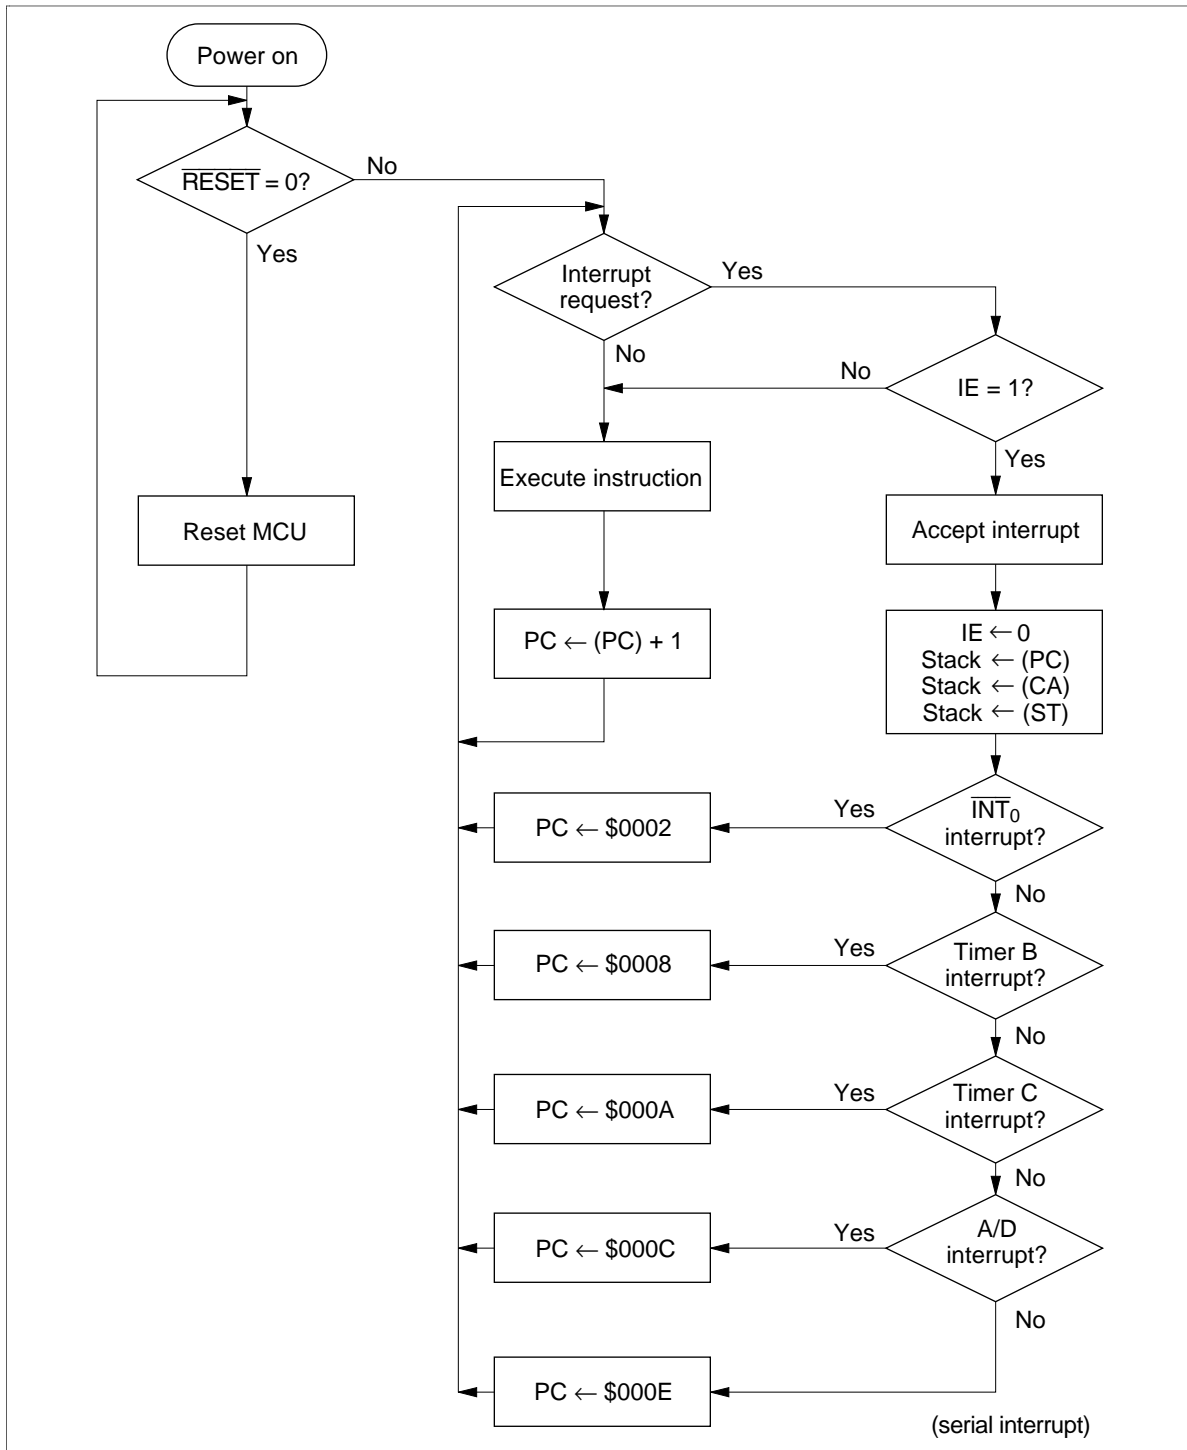 Power on
RESET = 0?
No
Yes
Interrupt
request?
Yes
No
No
IE = 1?
Yes
Execute instruction
Reset MCU
Accept interrupt
PC ← (PC) + 1
IE ← 0
Stack ← (PC)
Stack ← (CA)
Stack ← (ST)
PC ← $0002
Yes
INT0
interrupt?
No
PC ← $0008
Yes
Timer B
interrupt?
No
PC ← $000A
Yes
Timer C
interrupt?
No
PC ← $000C
Yes
A/D
interrupt?
No
PC ← $000E
(serial interrupt)